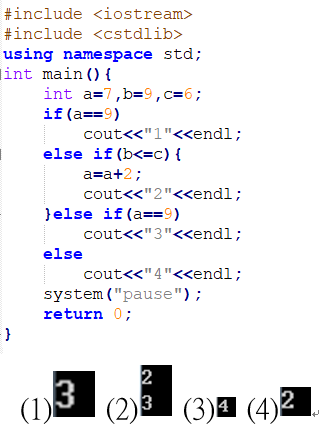 #include <iostream>
#include <cstdlib>
using namespace std;
int main(){
    int a=7,b=9,c=6;
    if(a==9)
        cout<<"1"<<endl;
    else if(b<=c){
        a=a+2;
        cout<<"2"<<endl;
    }else if(a==9)
        cout<<"3"<<endl;
    else
        cout<<"4"<<endl;
    system("pause");
    return 0;
}
(1) 3 (2) 2
3 (3) 4 (4) 2